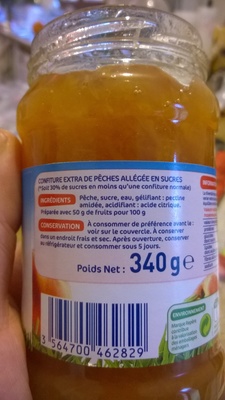 CONFITURE EXTRA DE PÊCHES ALLÉGÉE EN SUCRES
(*Soit 30% de sucres en moins qu'une confiture normale)
INGRÉDIENTS Pêche, sucre, eau, gélifiant : pectine
amidée, acidifiant : acide citrique.
Préparée avec 50 g de fruits pour 100 g
CONSERVATION À consommer de préférence avant le :
voir sur le couvercle. À conserver
dans un endroit frais et sec. Après ouverture, conserver
au réfrigérateur et consommer sous 5 jours.
Poids Net : 340 g e
ENVIRONNEMENT
3 564700 462829